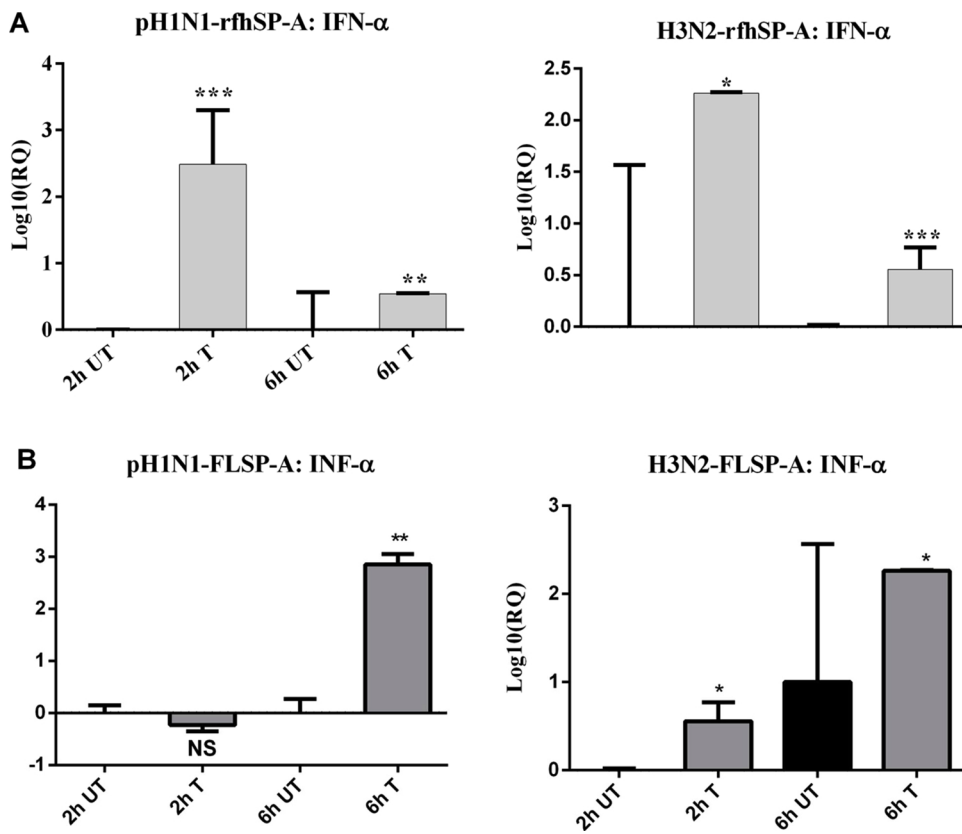 A
pH1N1-rfhSP-A: IFN-α
H3N2-rfhSP-A: IFN-α
Log10(RQ)
4
3
2
1
0
***
**
2h UT
2h T
6h UT
6h T
Log10(RQ)
2.5
2.0
1.5
1.0
0.5
0.0
*
***
B
pH1N1-FLSP-A: INF-α
H3N2-FLSP-A: INF-α
4
3
2
1
0
-1
NS
**
2h UT
2h T
6h UT
6h T
Log10(RQ)
3
2
1
0
*
*
2h UT
2h T
6h UT
6h T